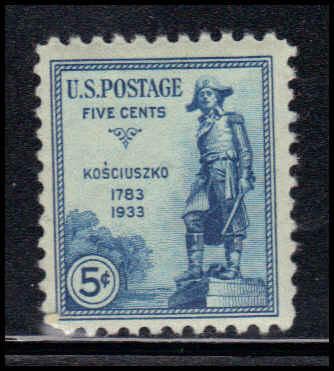 U.S. POSTAGE
FIVE CENTS
KOŚCIUSZKO
1783
1933
5¢